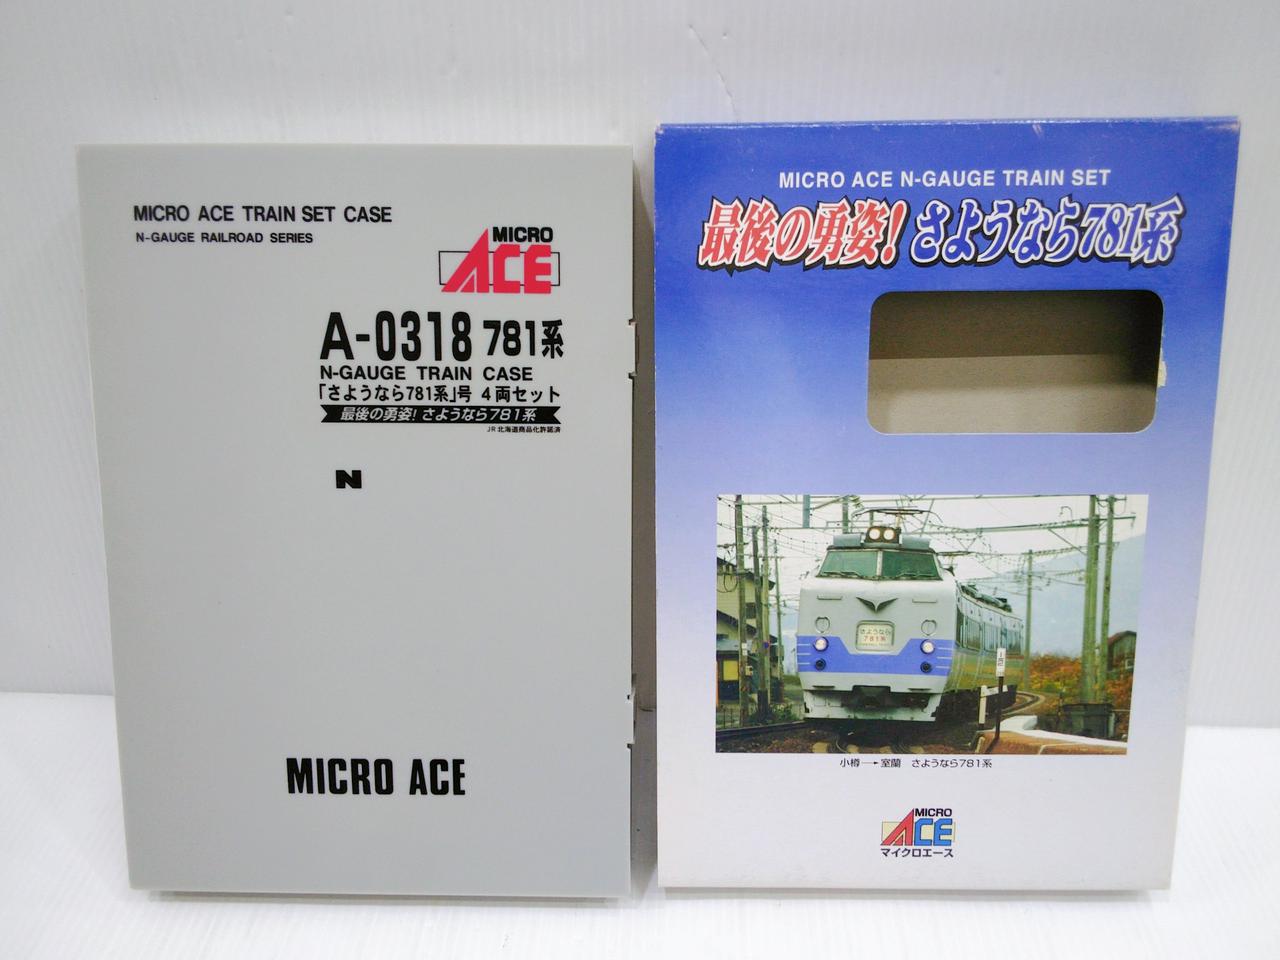 MICRO ACE TRAIN SET CASE
N-GAUGE RAILROAD SERIES
MICRO
ACE
A-0318 781系
N-GAUGE TRAIN CASE
「さようなら781系」号 4両セット
最後の勇姿! さようなら781系
JR北海道商品化許諾済
N
MICRO ACE
MICRO ACE N-GAUGE TRAIN SET
最後の勇姿! さようなら781系
さようなら
781系
小樽→室蘭 さようなら781系
MICRO
ACE
マイクロエース